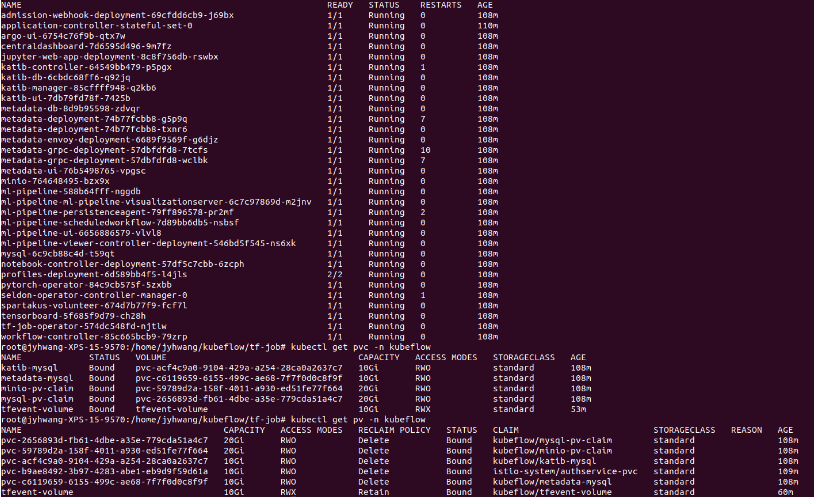 NAME READY STATUS RESTARTS AGE
admission-webhook-deployment-69cfdd6cb9-j69bx 1/1 Running 0 108m
application-controller-stateful-set-0 1/1 Running 0 110m
argo-ui-6754c76f9b-qtx7w 1/1 Running 0 108m
centraldashboard-7d6595d496-9m7fz 1/1 Running 0 108m
jupyter-web-app-deployment-8c8f756db-rswbx 1/1 Running 0 108m
katib-controller-64549bb479-p5pgx 1/1 Running 1 108m
katib-db-6cbdc68ff6-q92jq 1/1 Running 0 108m
katib-manager-85cffff948-q2kb6 1/1 Running 0 108m
katib-ui-7db79fd78f-7425b 1/1 Running 0 108m
metadata-db-8d9b95598-zdvqr 1/1 Running 0 108m
metadata-deployment-74b77fcbb8-g5p9q 1/1 Running 7 108m
metadata-deployment-74b77fcbb8-txnr6 1/1 Running 0 108m
metadata-envoy-deployment-6689f9569f-g6djz 1/1 Running 0 108m
metadata-grpc-deployment-57dbfdfd8-7tcfs 1/1 Running 10 108m
metadata-grpc-deployment-57dbfdfd8-wclbk 1/1 Running 7 108m
metadata-ui-76b5498765-vpgsc 1/1 Running 0 108m
minio-764648495-bzx9x 1/1 Running 0 108m
ml-pipeline-588b64fff-nggdb 1/1 Running 0 108m
ml-pipeline-ml-pipeline-visualizationserver-6c7c97869d-m2jnv 1/1 Running 0 108m
ml-pipeline-persistenceagent-79ff896578-pr2mf 1/1 Running 2 108m
ml-pipeline-scheduledworkflow-7d89bb6db5-nsbsf 1/1 Running 0 108m
ml-pipeline-ui-6656886579-vlvl8 1/1 Running 0 108m
ml-pipeline-viewer-controller-deployment-546bd5f545-ns6xk 1/1 Running 0 108m
mysql-6c9cb88c4d-t59qt 1/1 Running 0 108m
notebook-controller-deployment-57df5c7cbb-6zcph 1/1 Running 0 108m
profiles-deployment-6d589bb4f5-l4jls 2/2 Running 0 108m
pytorch-operator-84c9cb575f-5zxbb 1/1 Running 0 108m
seldon-operator-controller-manager-0 1/1 Running 1 108m
spartakus-volunteer-674d7b77f9-fcf7l 1/1 Running 0 108m
tensorboard-5f685f9d79-ch28h 1/1 Running 0 108m
tf-job-operator-574dc548fd-njtlw 1/1 Running 0 108m
workflow-controller-85c665bcb9-79zrp 1/1 Running 0 108m
root@jyhwang-XPS-15-9570:/home/jyhwang/kubeflow/tf-job# kubectl get pvc -n kubeflow
NAME STATUS VOLUME CAPACITY ACCESS MODES STORAGECLASS AGE
katib-mysql Bound pvc-acf4c9a0-9104-429a-a254-28ca0a2637c7 10Gi RWO standard 108m
metadata-mysql Bound pvc-c6119659-6155-499c-ae68-7f7f0d0c8f9f 10Gi RWO standard 108m
minio-pv-claim Bound pvc-59789d2a-158f-4011-a930-ed51fe77f664 20Gi RWO standard 108m
mysql-pv-claim Bound pvc-2656893d-fb61-4dbe-a35e-779cda51a4c7 20Gi RWO standard 108m
tfevent-volume Bound tfevent-volume 10Gi RWX standard 53m
root@jyhwang-XPS-15-9570:/home/jyhwang/kubeflow/tf-job# kubectl get pv -n kubeflow
NAME CAPACITY ACCESS MODES RECLAIM POLICY STATUS CLAIM STORAGECLASS REASON AGE
pvc-2656893d-fb61-4dbe-a35e-779cda51a4c7 20Gi RWO Delete Bound kubeflow/mysql-pv-claim standard 108m
pvc-59789d2a-158f-4011-a930-ed51fe77f664 20Gi RWO Delete Bound kubeflow/minio-pv-claim standard 108m
pvc-acf4c9a0-9104-429a-a254-28ca0a2637c7 10Gi RWO Delete Bound kubeflow/katib-mysql standard 108m
pvc-b9ae8492-3b97-4283-abe1-eb9d9f59d61a 10Gi RWO Delete Bound istio-system/authservice-pvc standard 109m
pvc-c6119659-6155-499c-ae68-7f7f0d0c8f9f 10Gi RWO Delete Bound kubeflow/metadata-mysql standard 108m
tfevent-volume 10Gi RWX Retain Bound kubeflow/tfevent-volume standard 60m